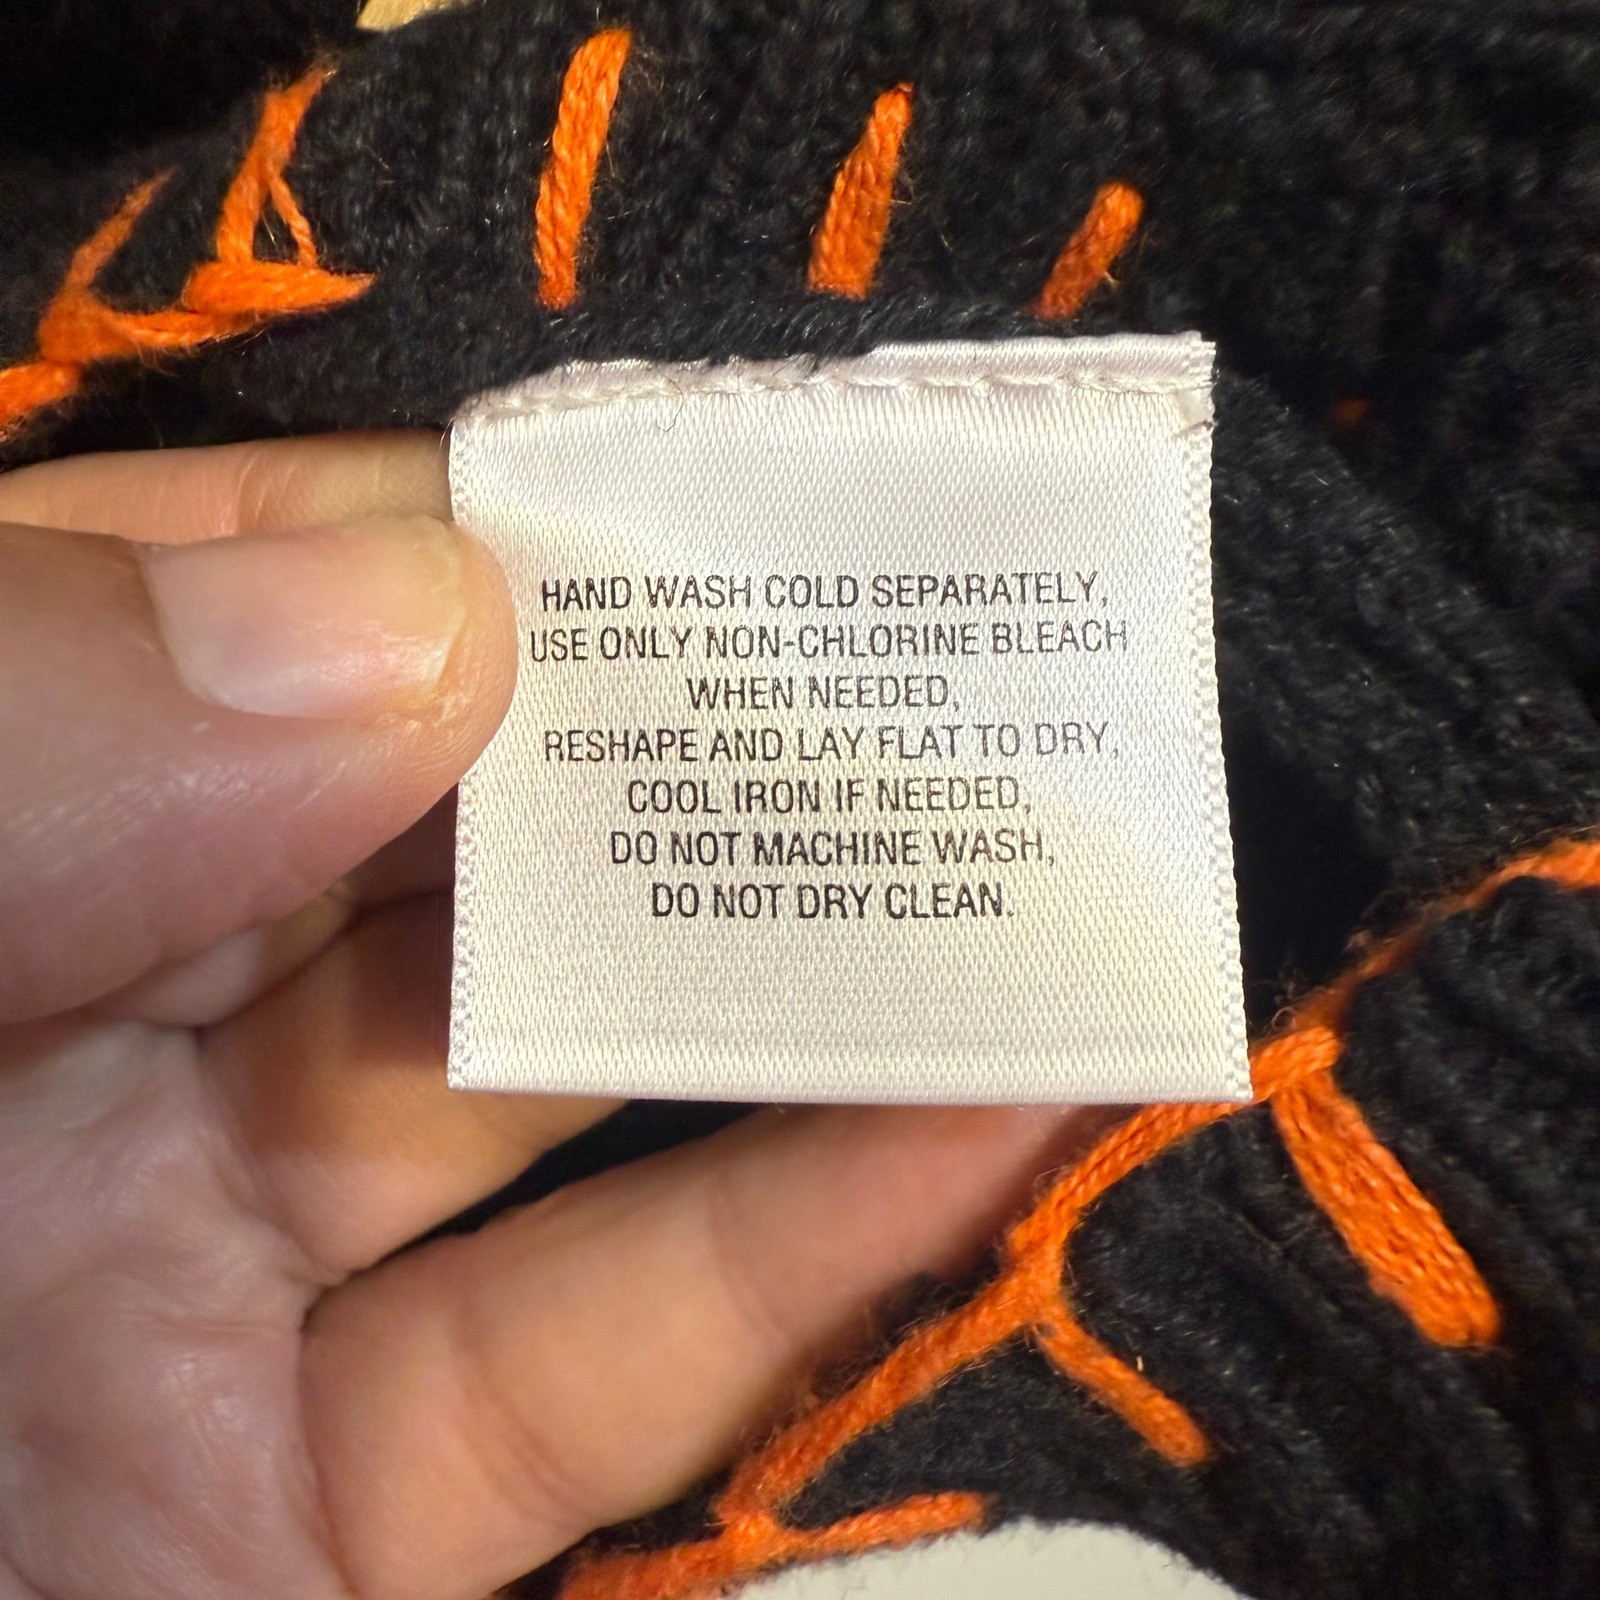 HAND WASH COLD SEPARATELY,
USE ONLY NON-CHLORINE BLEACH
WHEN NEEDED,
RESHAPE AND LAY FLAT TO DRY,
COOL IRON IF NEEDED,
DO NOT MACHINE WASH,
DO NOT DRY CLEAN.